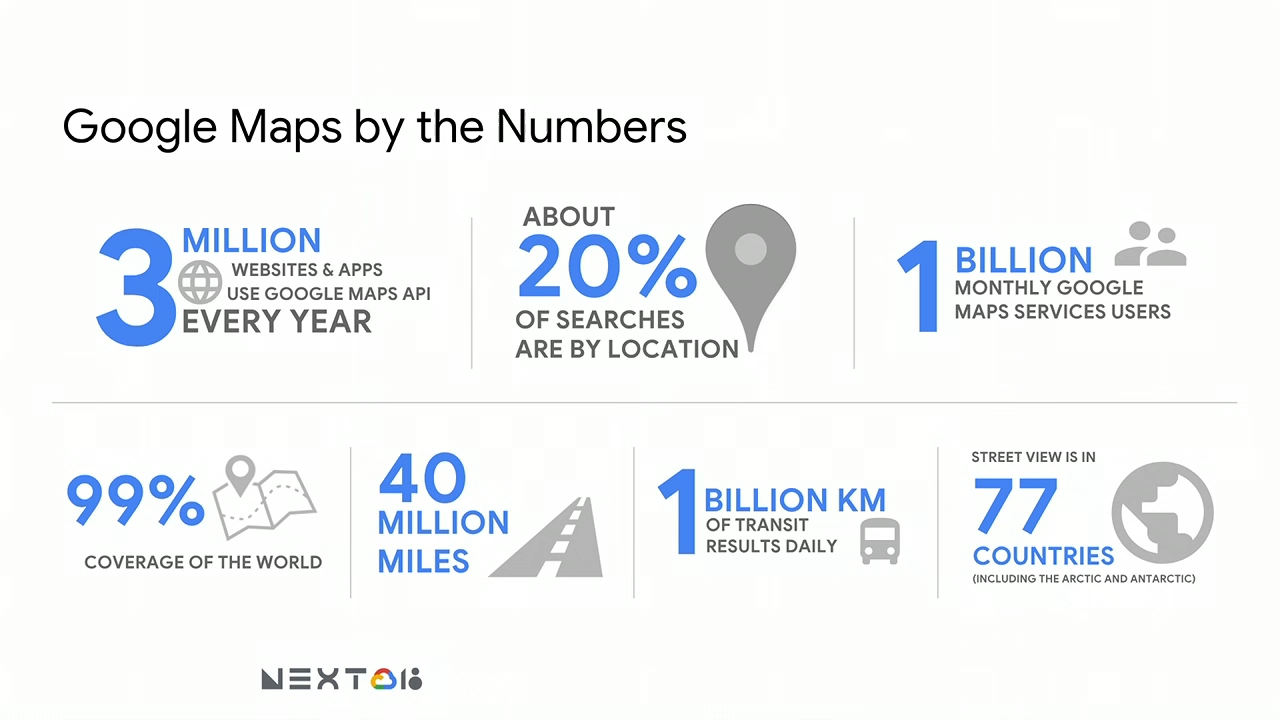 Google Maps by the Numbers
3 MILLION
WEBSITES & APPS
USE GOOGLE MAPS API
EVERY YEAR
ABOUT
20%
OF SEARCHES
ARE BY LOCATION
1 BILLION
MONTHLY GOOGLE
MAPS SERVICES USERS
99%
COVERAGE OF THE WORLD
40
MILLION
MILES
1 BILLION KM
OF TRANSIT
RESULTS DAILY
STREET VIEW IS IN
77
COUNTRIES
(INCLUDING THE ARCTIC AND ANTARCTIC)
NEXT 18